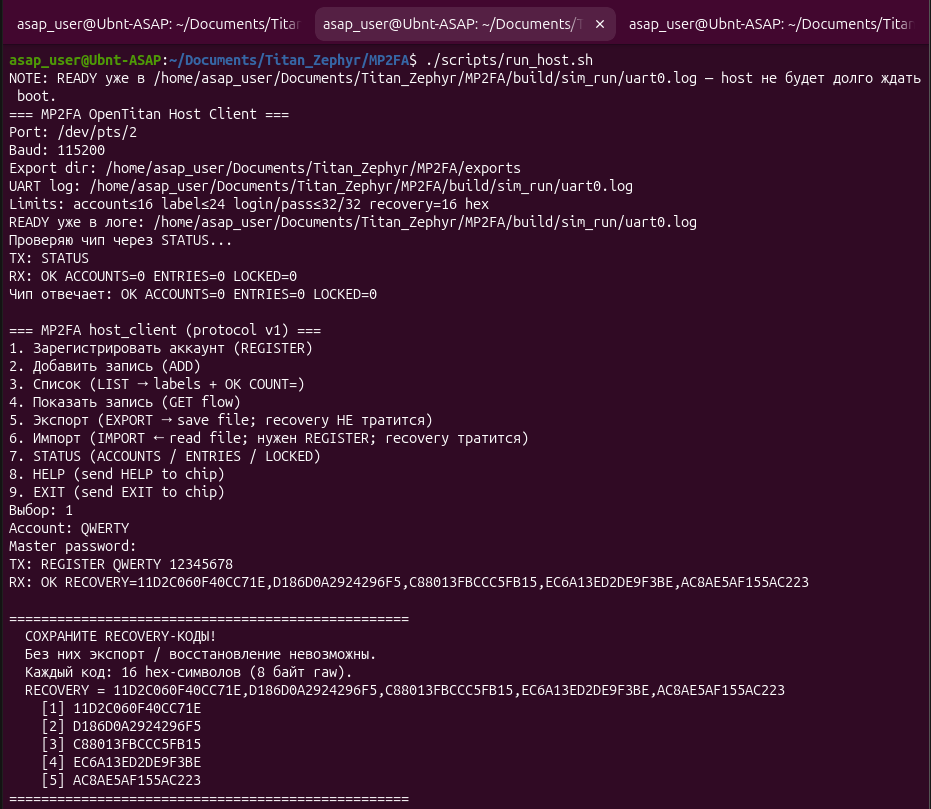 asap_user@Ubnt-ASAP: ~/Documents/Titan
asap_user@Ubnt-ASAP: ~/Documents/T
×
asap_user@Ubnt-ASAP: ~/Documents/Titan
asap_user@Ubnt-ASAP:~/Documents/Titan_Zephyr/MP2FA$ ./scripts/run_host.sh
NOTE: READY уже в /home/asap_user/Documents/Titan_Zephyr/MP2FA/build/sim_run/uart0.log — host не будет долго ждать
boot.
=== MP2FA OpenTitan Host Client ===
Port: /dev/pts/2
Baud: 115200
Export dir: /home/asap_user/Documents/Titan_Zephyr/MP2FA/exports
UART log: /home/asap_user/Documents/Titan_Zephyr/MP2FA/build/sim_run/uart0.log
Limits: account≤16 label≤24 login/pass≤32/32 recovery=16 hex
READY уже в логе: /home/asap_user/Documents/Titan_Zephyr/MP2FA/build/sim_run/uart0.log
Проверяю чип через STATUS...
TX: STATUS
RX: OK ACCOUNTS=0 ENTRIES=0 LOCKED=0
Чип отвечает: OK ACCOUNTS=0 ENTRIES=0 LOCKED=0
=== MP2FA host_client (protocol v1) ===
1. Зарегистрировать аккаунт (REGISTER)
2. Добавить запись (ADD)
3. Список (LIST → labels + OK COUNT=)
4. Показать запись (GET flow)
5. Экспорт (EXPORT → save file; recovery НЕ тратится)
6. Импорт (IMPORT ← read file; нужен REGISTER; recovery тратится)
7. STATUS (ACCOUNTS / ENTRIES / LOCKED)
8. HELP (send HELP to chip)
9. EXIT (send EXIT to chip)
Выбор: 1
Account: QWERTY
Master password:
TX: REGISTER QWERTY 12345678
RX: OK RECOVERY=11D2C060F40CC71E,D186D0A2924296F5,C88013FBCCC5FB15,EC6A13ED2DE9F3BE,AC8AE5AF155AC223
==================================================
СОХРАНИТЕ RECOVERY-КОДЫ!
Без них экспорт / восстановление невозможны.
Каждый код: 16 hex-символов (8 байт raw).
RECOVERY = 11D2C060F40CC71E,D186D0A2924296F5,C88013FBCCC5FB15,EC6A13ED2DE9F3BE,AC8AE5AF155AC223
[1] 11D2C060F40CC71E
[2] D186D0A2924296F5
[3] C88013FBCCC5FB15
[4] EC6A13ED2DE9F3BE
[5] AC8AE5AF155AC223
==================================================